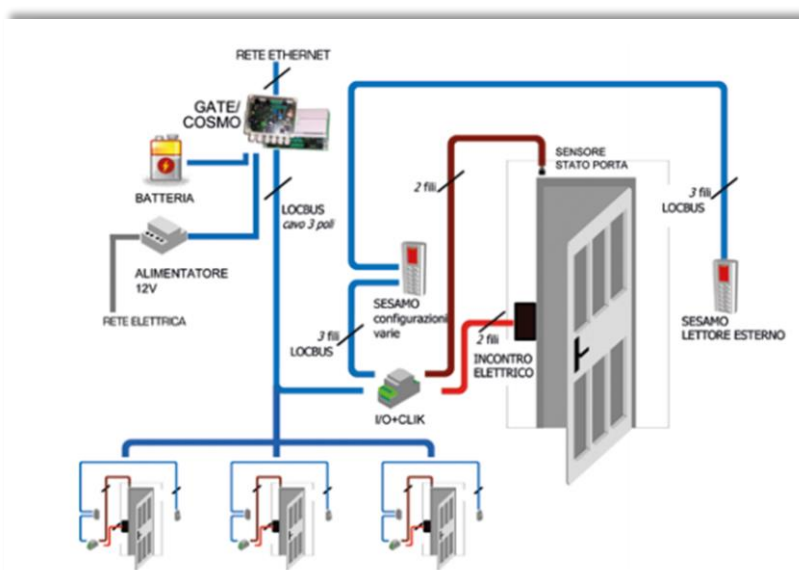 RETE ETHERNET
GATE/
COSMO
BATTERIA
ALIMENTATORE
12V
RETE ELETTRICA
LOCBUS
cavo 3 poli
2 fili
SENSORE
STATO PORTA
3 fili
LOCBUS
SESAMO
configurazioni
varie
3 fili
LOCBUS
2 fili
INCONTRO
ELETTRICO
I/O+CLIK
SESAMO
LETTORE ESTERNO